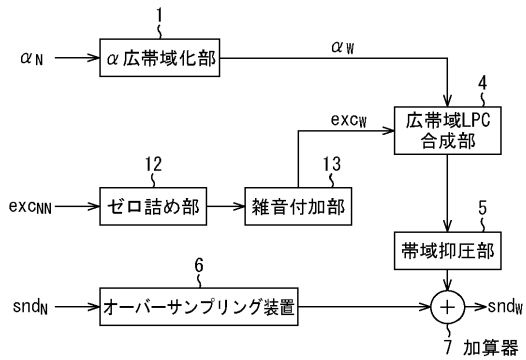 1
αN
α広帯域化部
αW
4
広帯域LPC
合成部
excW
12
13
excNN
ゼロ詰め部
雑音付加部
5
帯域抑圧部
6
sndN
オーバーサンプリング装置
+
sndW
7 加算器